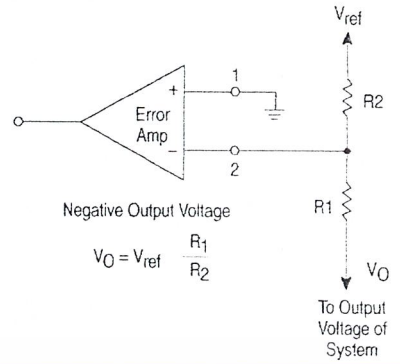 Vref
1
+
R2
Error
Amp
−
2
Negative Output Voltage
R1
VO = Vref R1
R2
VO
To Output
Voltage of
System